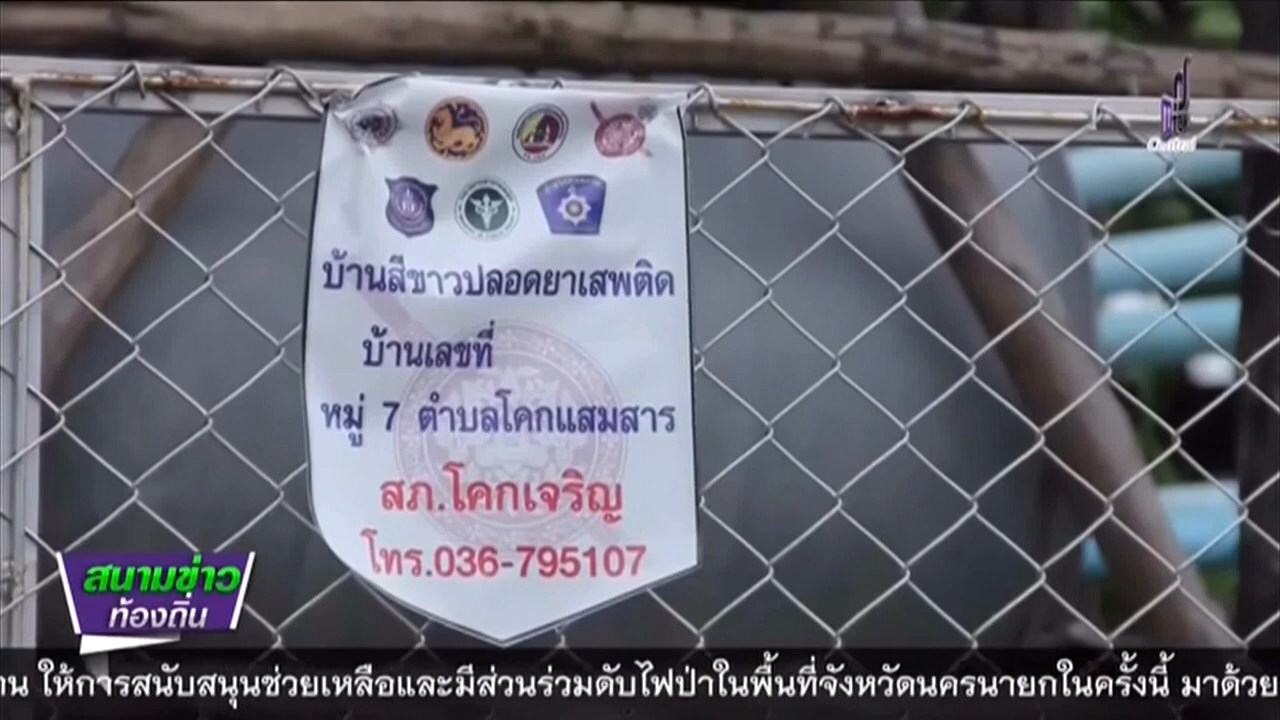 บ้านสีขาวปลอดยาเสพติด
บ้านเลขที่
หมู่ 7 ตำบลโคกแสมสาร
สภ.โคกเจริญ
โทร.036-795107
สนามข่าว
ท้องถิ่น
าน ให้การสนับสนุนช่วยเหลือและมีส่วนร่วมดับไฟป่าในพื้นที่จังหวัดนครนายกในครั้งนี้ มาด้วย